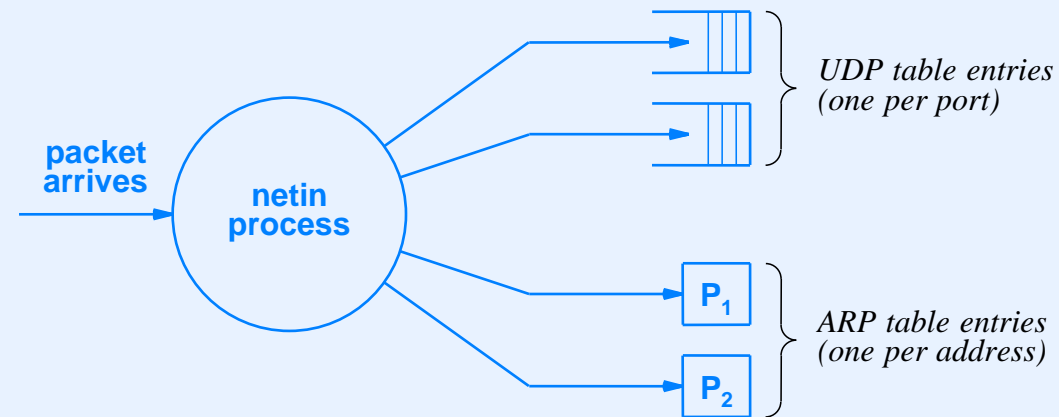 packet
arrives
netin
process
UDP table entries
(one per port)
P1
P2
ARP table entries
(one per address)